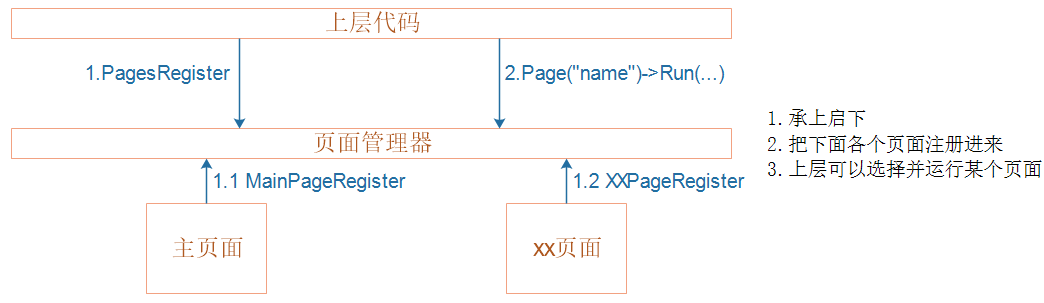 上层代码
1.PagesRegister
2.Page("name")->Run(...)
页面管理器
1.1 MainPageRegister
1.2 XXPageRegister
主页面
xx页面
1.承上启下
2.把下面各个页面注册进来
3.上层可以选择并运行某个页面